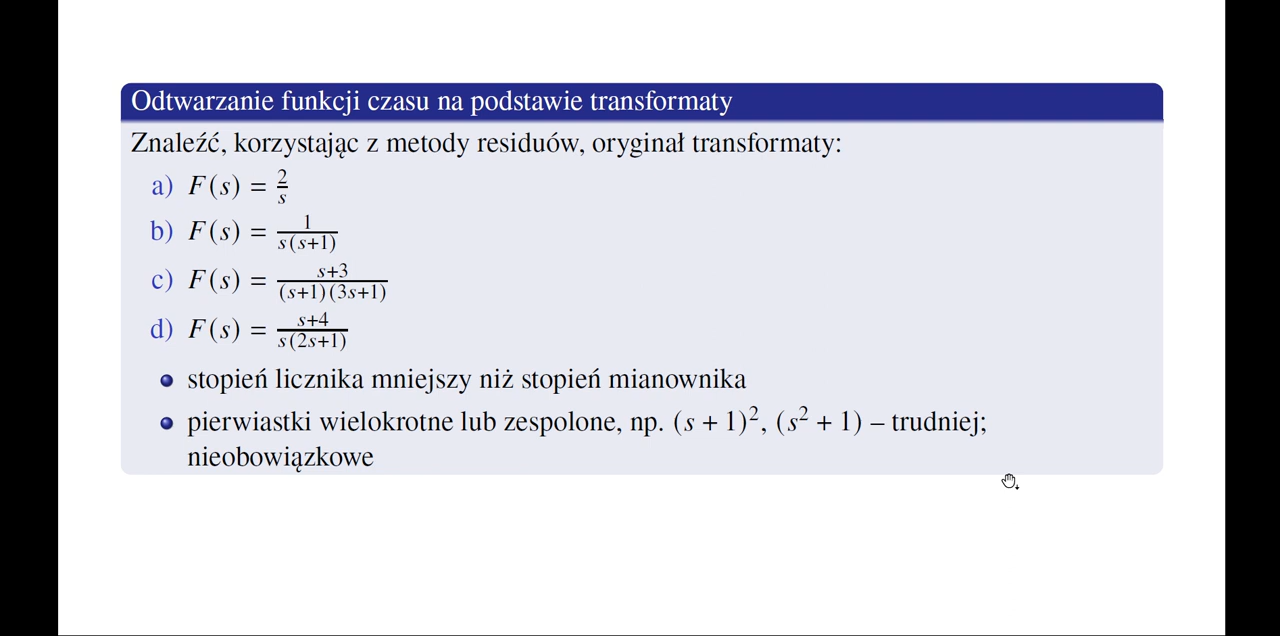 Odtwarzanie funkcji czasu na podstawie transformaty
Znaleźć, korzystając z metody residuów, oryginał transformaty:
a) F(s) = 2/s
b) F(s) = 1/(s(s+1))
c) F(s) = (s+3)/((s+1)(3s+1))
d) F(s) = (s+4)/(s(2s+1))
stopień licznika mniejszy niż stopień mianownika
pierwiastki wielokrotne lub zespolone, np. (s + 1)², (s² + 1) – trudniej;
nieobowiązkowe